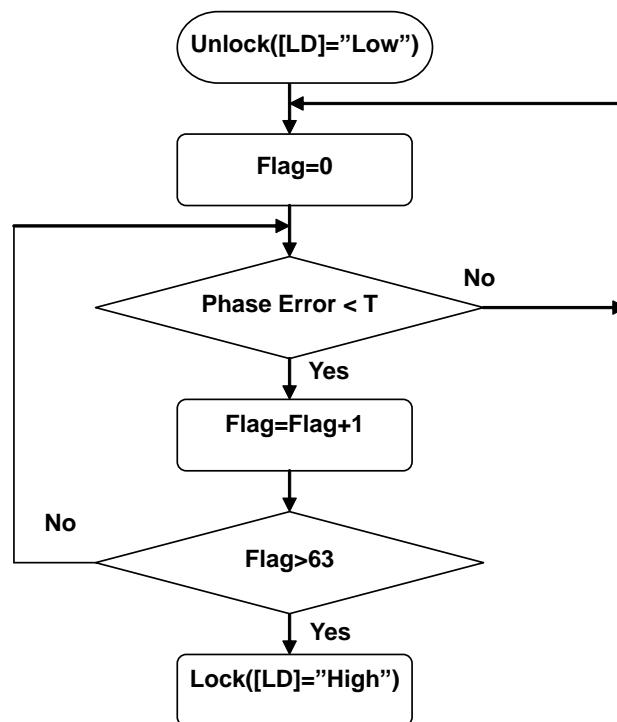 Unlock([LD]=”Low”)
Flag=0
Phase Error < T
No
Yes
Flag=Flag+1
No
Flag>63
Yes
Lock([LD]=”High”)